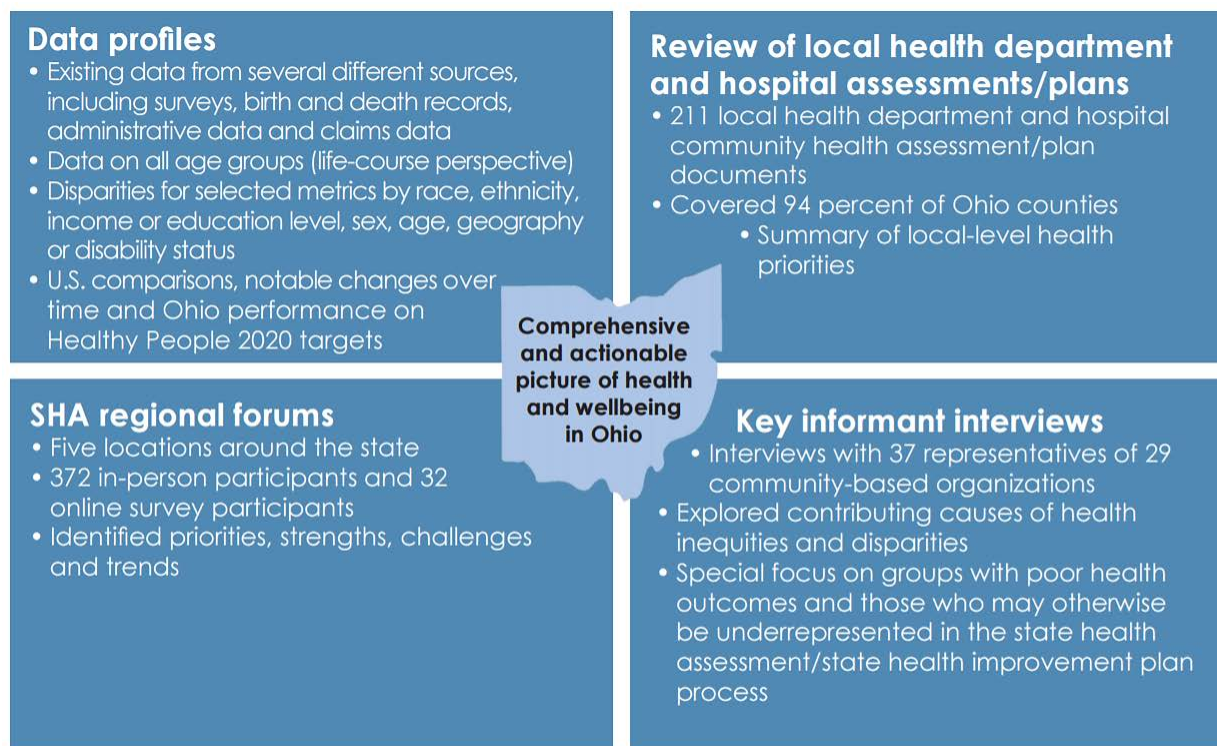 Data profiles
• Existing data from several different sources,
including surveys, birth and death records,
administrative data and claims data
• Data on all age groups (life-course perspective)
• Disparities for selected metrics by race, ethnicity,
income or education level, sex, age, geography
or disability status
• U.S. comparisons, notable changes over
time and Ohio performance on
Healthy People 2020 targets
Review of local health department
and hospital assessments/plans
• 211 local health department and hospital
community health assessment/plan
documents
• Covered 94 percent of Ohio counties
• Summary of local-level health
priorities
Comprehensive
and actionable
picture of health
and wellbeing
in Ohio
SHA regional forums
• Five locations around the state
• 372 in-person participants and 32
online survey participants
• Identified priorities, strengths, challenges
and trends
Key informant interviews
• Interviews with 37 representatives of 29
community-based organizations
• Explored contributing causes of health
inequities and disparities
• Special focus on groups with poor health
outcomes and those who may otherwise
be underrepresented in the state health
assessment/state health improvement plan
process